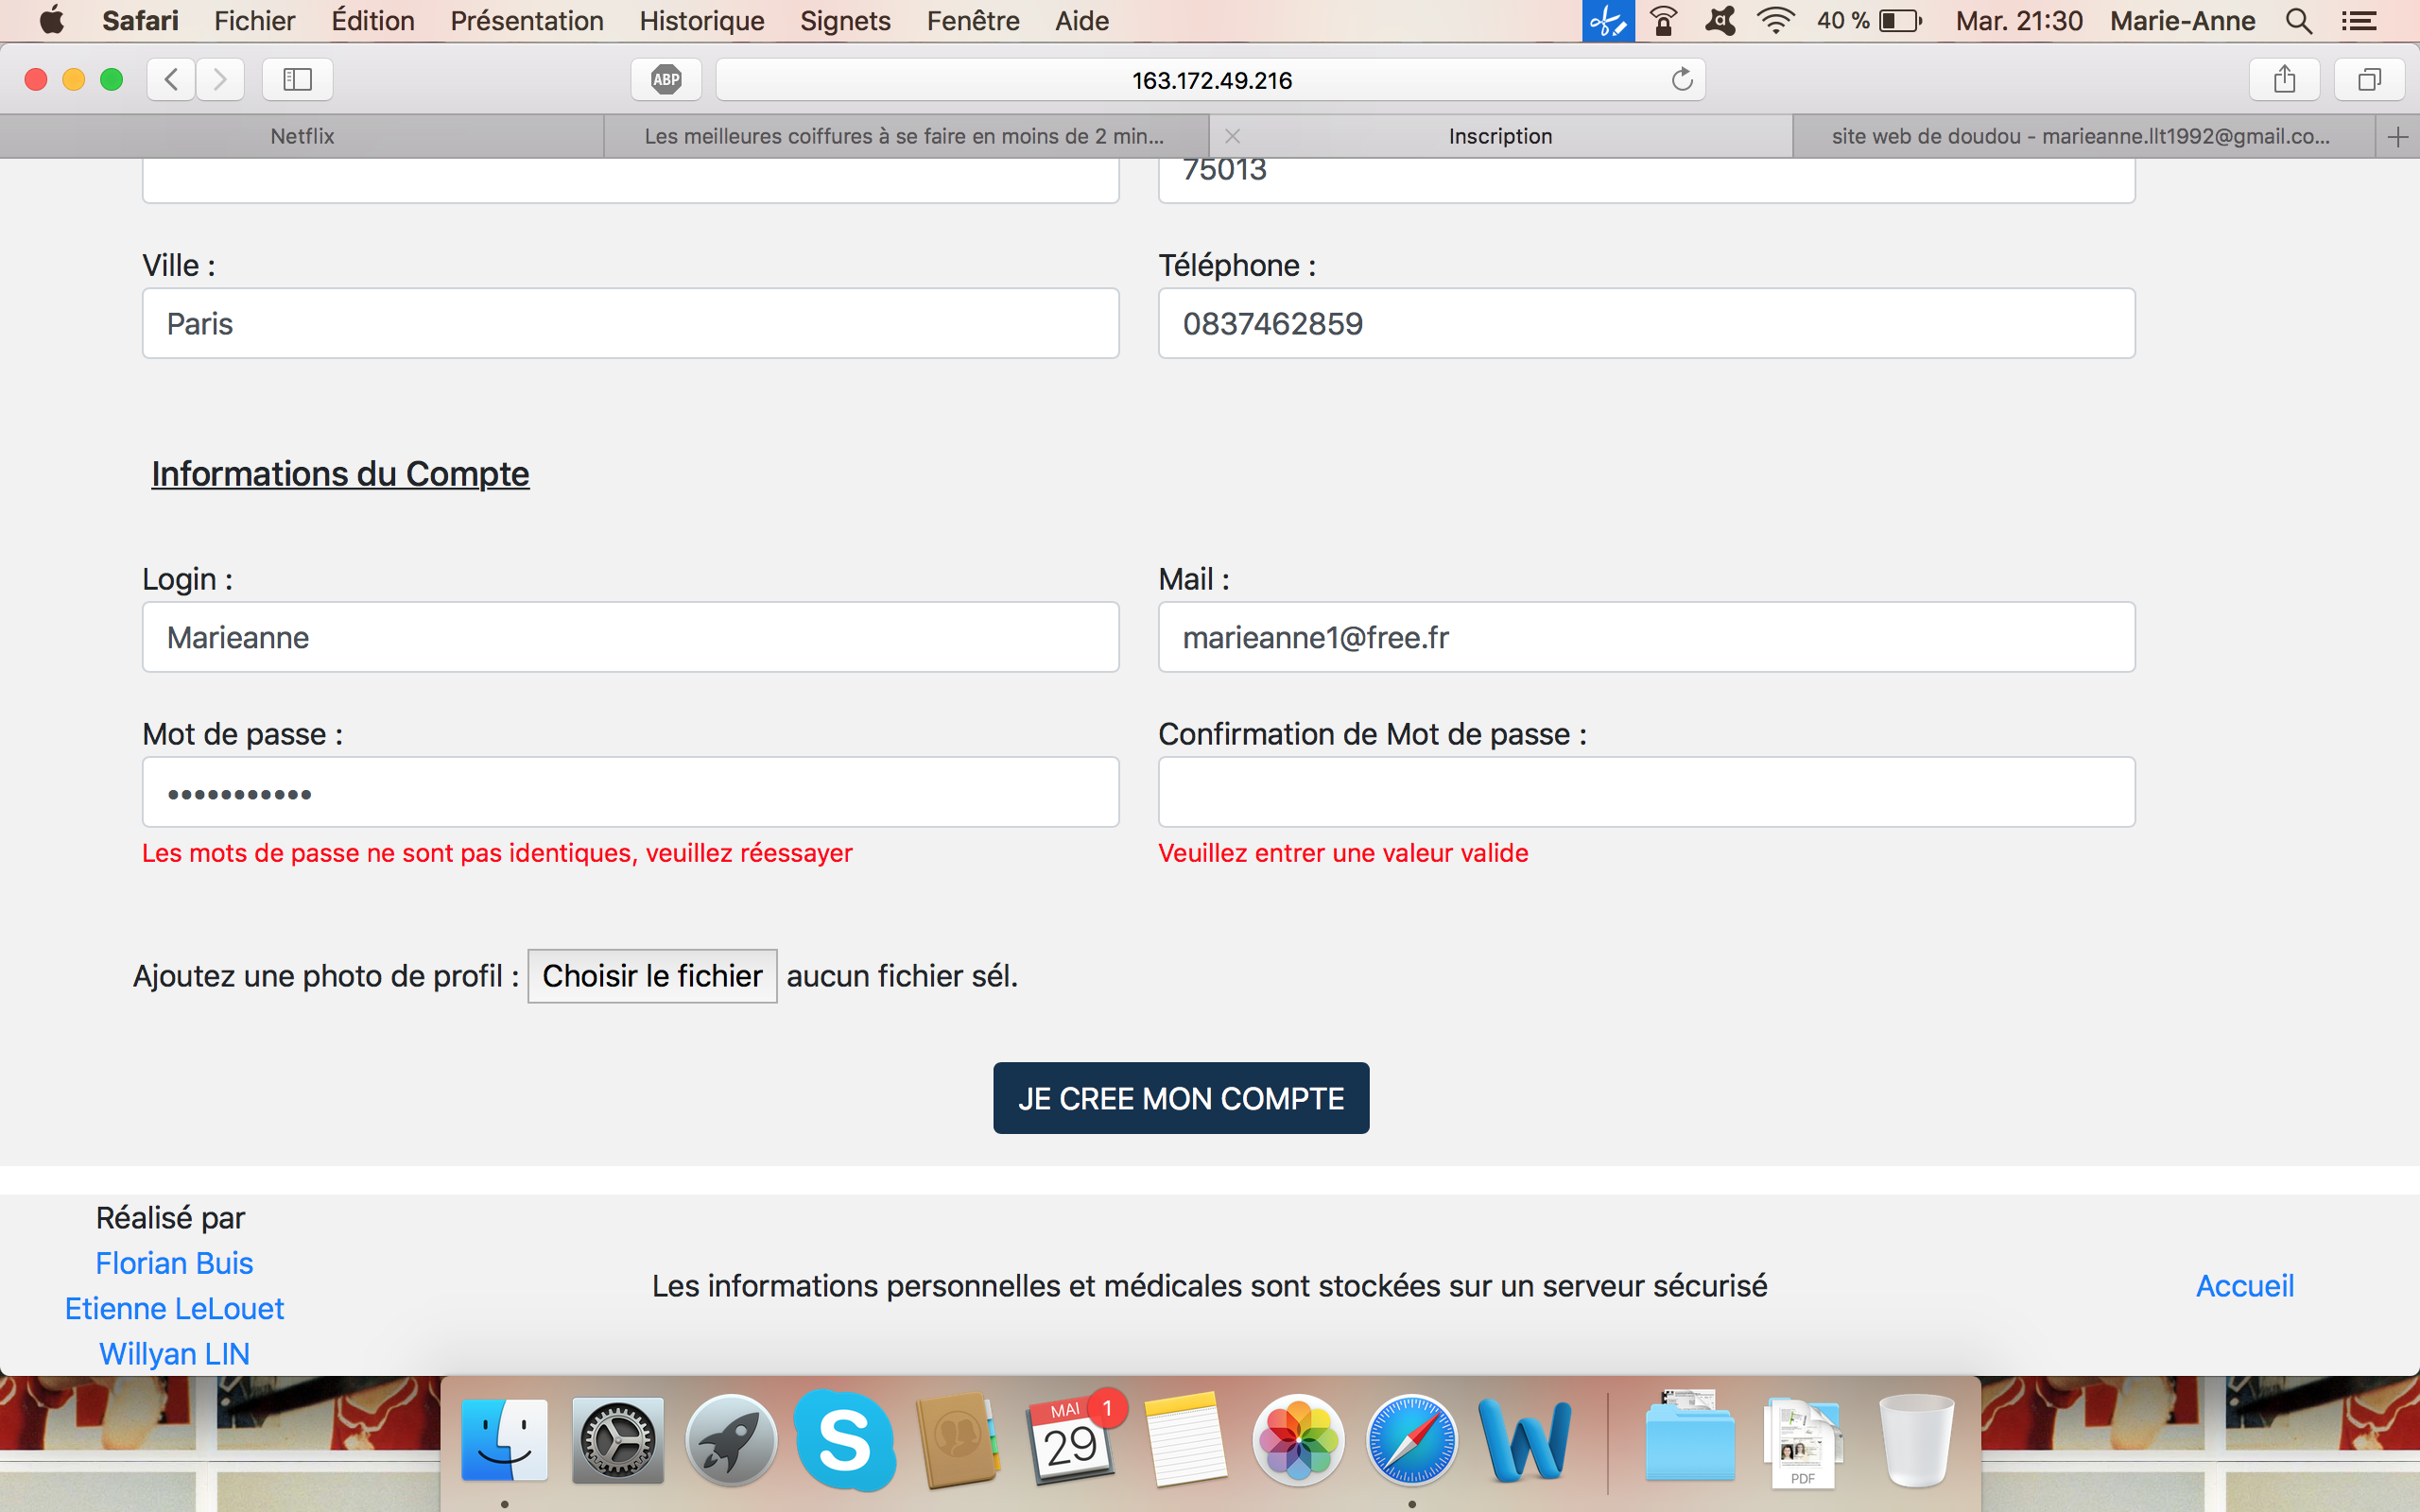 Safari Fichier Édition Présentation Historique Signets Fenêtre Aide 40 % Mar. 21:30 Marie-Anne
ABP 163.172.49.216
Netflix Les meilleures coiffures à se faire en moins de 2 min... Inscription site web de doudou - marieanne.llt1992@gmail.co...
75013
Ville : Téléphone :
Paris 0837462859
Informations du Compte
Login : Mail :
Marieanne marieanne1@free.fr
Mot de passe : Confirmation de Mot de passe :
•••••••••••
Les mots de passe ne sont pas identiques, veuillez réessayer Veuillez entrer une valeur valide
Ajoutez une photo de profil : Choisir le fichier aucun fichier sél.
JE CREE MON COMPTE
Réalisé par
Florian Buis
Les informations personnelles et médicales sont stockées sur un serveur sécurisé Accueil
Etienne LeLouet
Willyan LIN
MAI 1
29
S
W
PDF